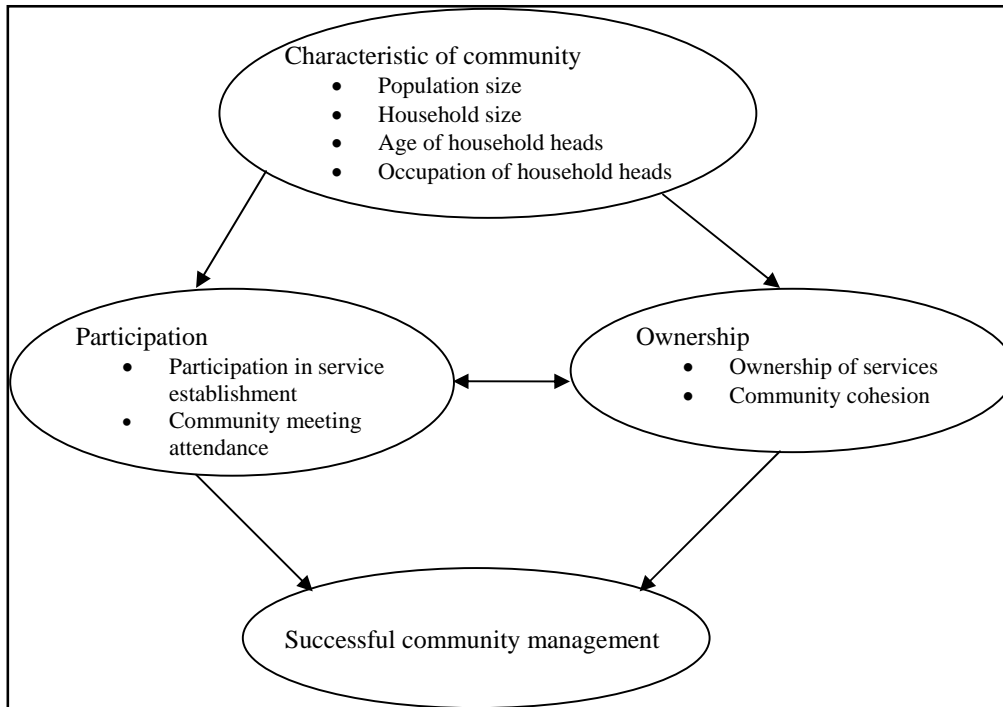 Characteristic of community
• Population size
• Household size
• Age of household heads
• Occupation of household heads
Participation
• Participation in service
establishment
• Community meeting
attendance
Ownership
• Ownership of services
• Community cohesion
Successful community management